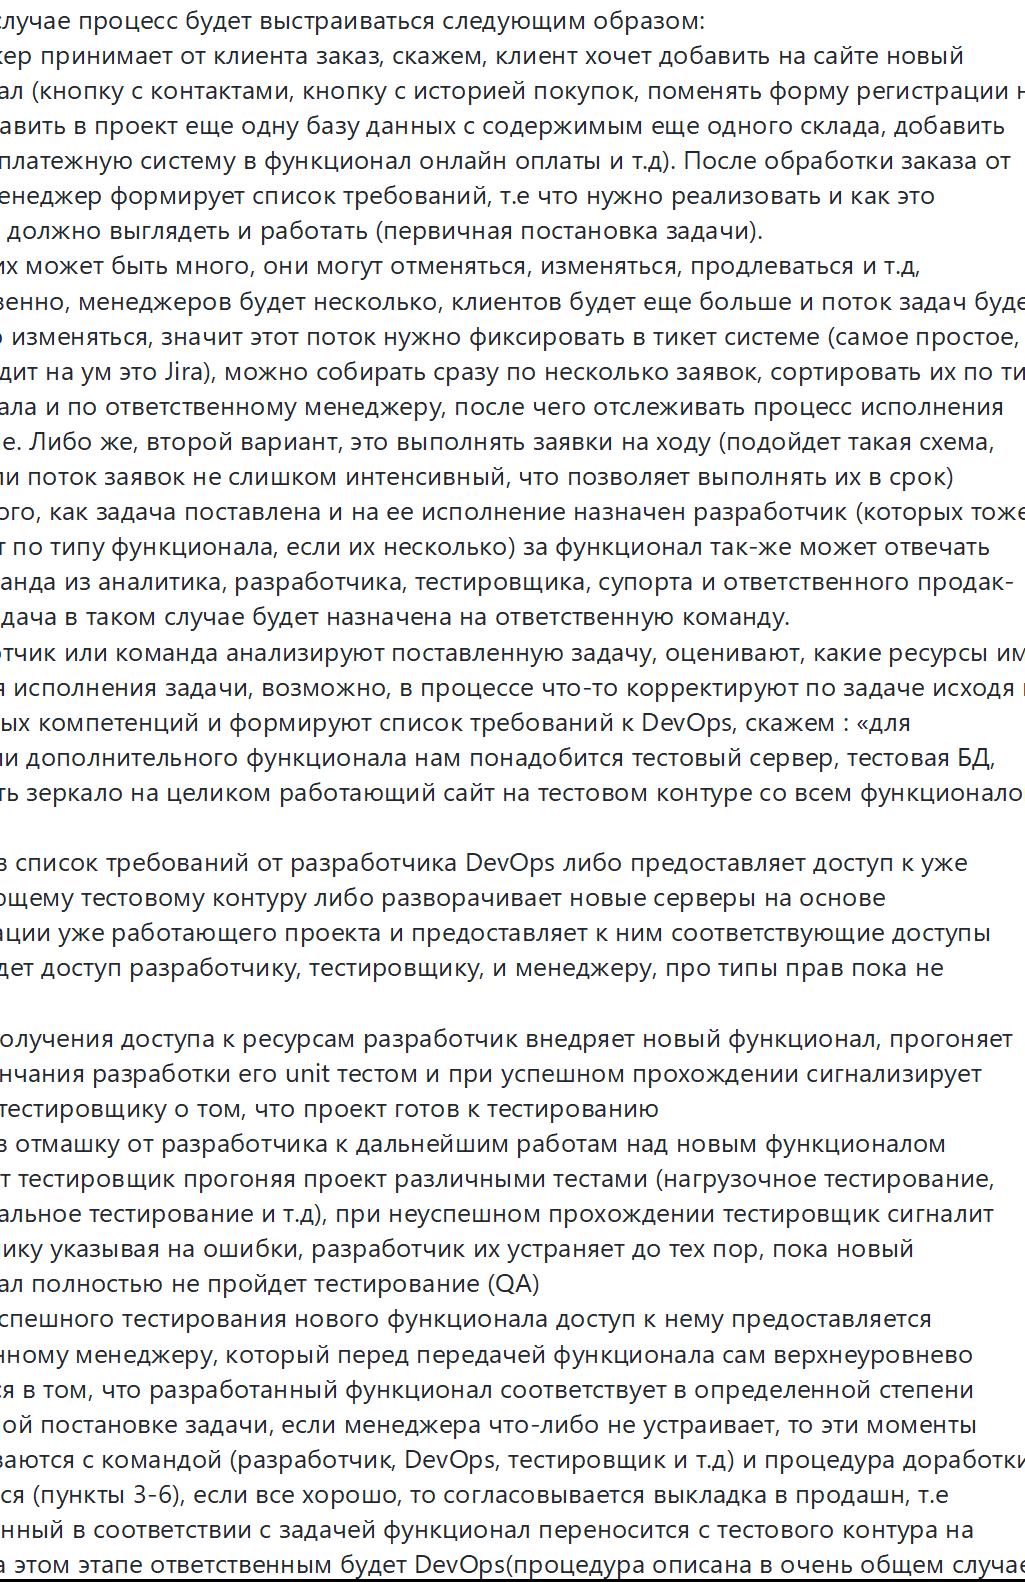 случае процесс будет выстраиваться следующим образом:
кер принимает от клиента заказ, скажем, клиент хочет добавить на сайте новый
ал (кнопку с контактами, кнопку с историей покупок, поменять форму регистрации н
авить в проект еще одну базу данных с содержимым еще одного склада, добавить
платежную систему в функционал онлайн оплаты и т.д). После обработки заказа от
енеджер формирует список требований, т.е что нужно реализовать и как это
должно выглядеть и работать (первичная постановка задачи).
их может быть много, они могут отменяться, изменяться, продлеваться и т.д,
венно, менеджеров будет несколько, клиентов будет еще больше и поток задач буде
о изменяться, значит этот поток нужно фиксировать в тикет системе (самое простое,
дит на ум это Jira), можно собирать сразу по несколько заявок, сортировать их по ти
ала и по ответственному менеджеру, после чего отслеживать процесс исполнения
е. Либо же, второй вариант, это выполнять заявки на ходу (подойдет такая схема,
ли поток заявок не слишком интенсивный, что позволяет выполнять их в срок)
ого, как задача поставлена и на ее исполнение назначен разработчик (которых тоже
т по типу функционала, если их несколько) за функционал так-же может отвечать
анда из аналитика, разработчика, тестировщика, супорта и ответственного продак-
дача в таком случае будет назначена на ответственную команду.
отчик или команда анализируют поставленную задачу, оценивают, какие ресурсы им
я исполнения задачи, возможно, в процессе что-то корректируют по задаче исходя
ых компетенций и формируют список требований к DevOps, скажем : «для
ии дополнительного функционала нам понадобится тестовый сервер, тестовая БД,
ть зеркало на целиком работающий сайт на тестовом контуре со всем функционало
в список требований от разработчика DevOps либо предоставляет доступ к уже
ющему тестовому контуру либо разворачивает новые серверы на основе
ации уже работающего проекта и предоставляет к ним соответствующие доступы
дет доступ разработчику, тестировщику, и менеджеру, про типы прав пока не
олучения доступа к ресурсам разработчик внедряет новый функционал, прогоняет
нчания разработки его unit тестом и при успешном прохождении сигнализирует
тестировщику о том, что проект готов к тестированию
в отмашку от разработчика к дальнейшим работам над новым функционалом
т тестировщик прогоняя проект различными тестами (нагрузочное тестирование,
альное тестирование и т.д), при неуспешном прохождении тестировщик сигналит
ику указывая на ошибки, разработчик их устраняет до тех пор, пока новый
ал полностью не пройдет тестирование (QA)
спешного тестирования нового функционала доступ к нему предоставляется
нному менеджеру, который перед передачей функционала сам верхнеуровнево
ся в том, что разработанный функционал соответствует в определенной степени
ой постановке задачи, если менеджера что-либо не устраивает, то эти моменты
ваются с командой (разработчик, DevOps, тестировщик и т.д) и процедура доработки
ся (пункты 3-6), если все хорошо, то согласовывается выкладка в продашн, т.е
нный в соответствии с задачей функционал переносится с тестового контура на
а этом этапе ответственным будет DevOps(процедура описана в очень общем случае